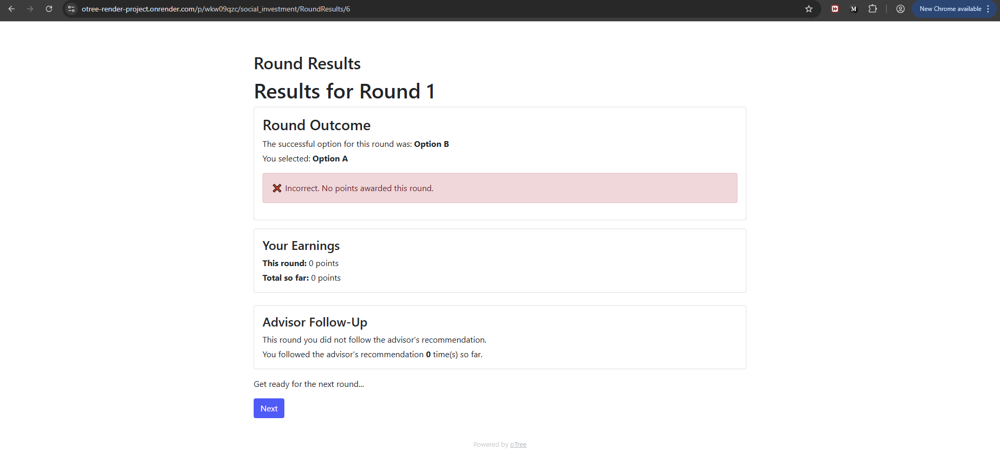 otree-render-project.onrender.com/p/wkw09qzc/social_investment/RoundResults/6
M
New Chrome available
Round Results
Results for Round 1
Round Outcome
The successful option for this round was: Option B
You selected: Option A
Incorrect. No points awarded this round.
Your Earnings
This round: 0 points
Total so far: 0 points
Advisor Follow-Up
This round you did not follow the advisor's recommendation.
You followed the advisor's recommendation 0 time(s) so far.
Get ready for the next round...
Next
Powered by oTree